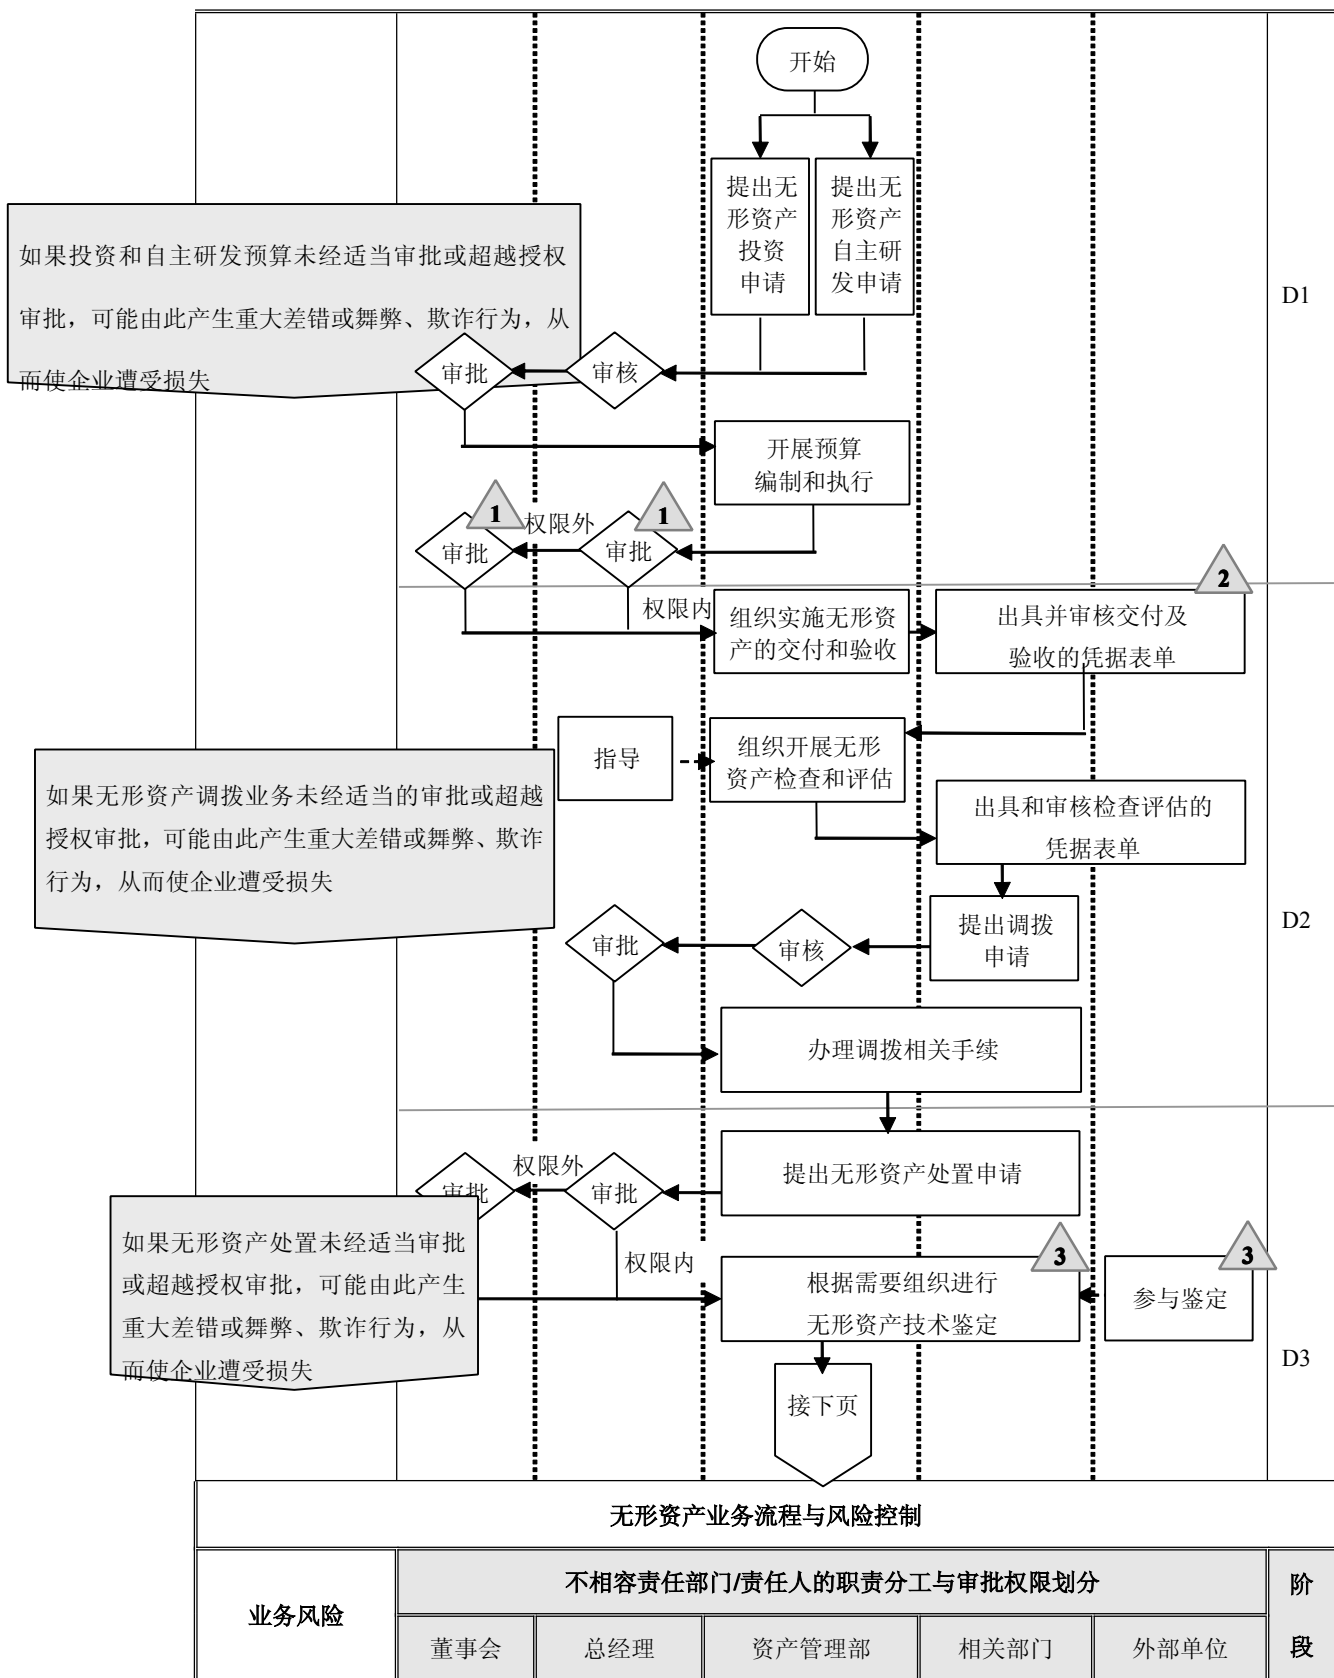 开始
提出无
形资产
投资
申请
提出无
形资产
自主研
发申请
如果投资和自主研发预算未经适当审批或超越授权
审批，可能由此产生重大差错或舞弊、欺诈行为，从
而使企业遭受损失
审批
审核
D1
开展预算
编制和执行
1
权限外
1
审批
审批
2
权限内
组织实施无形资
产的交付和验收
出具并审核交付及
验收的凭据表单
指导
组织开展无形
资产检查和评估
如果无形资产调拨业务未经适当的审批或超越
授权审批，可能由此产生重大差错或舞弊、欺诈
行为，从而使企业遭受损失
出具和审核检查评估的
凭据表单
审批
审核
提出调拨
申请
D2
办理调拨相关手续
权限外
审批
审批
提出无形资产处置申请
如果无形资产处置未经适当审批
或超越授权审批，可能由此产生
重大差错或舞弊、欺诈行为，从
而使企业遭受损失
权限内
3
根据需要组织进行
无形资产技术鉴定
3
参与鉴定
D3
接下页
无形资产业务流程与风险控制
业务风险
不相容责任部门/责任人的职责分工与审批权限划分
阶
段
董事会
总经理
资产管理部
相关部门
外部单位